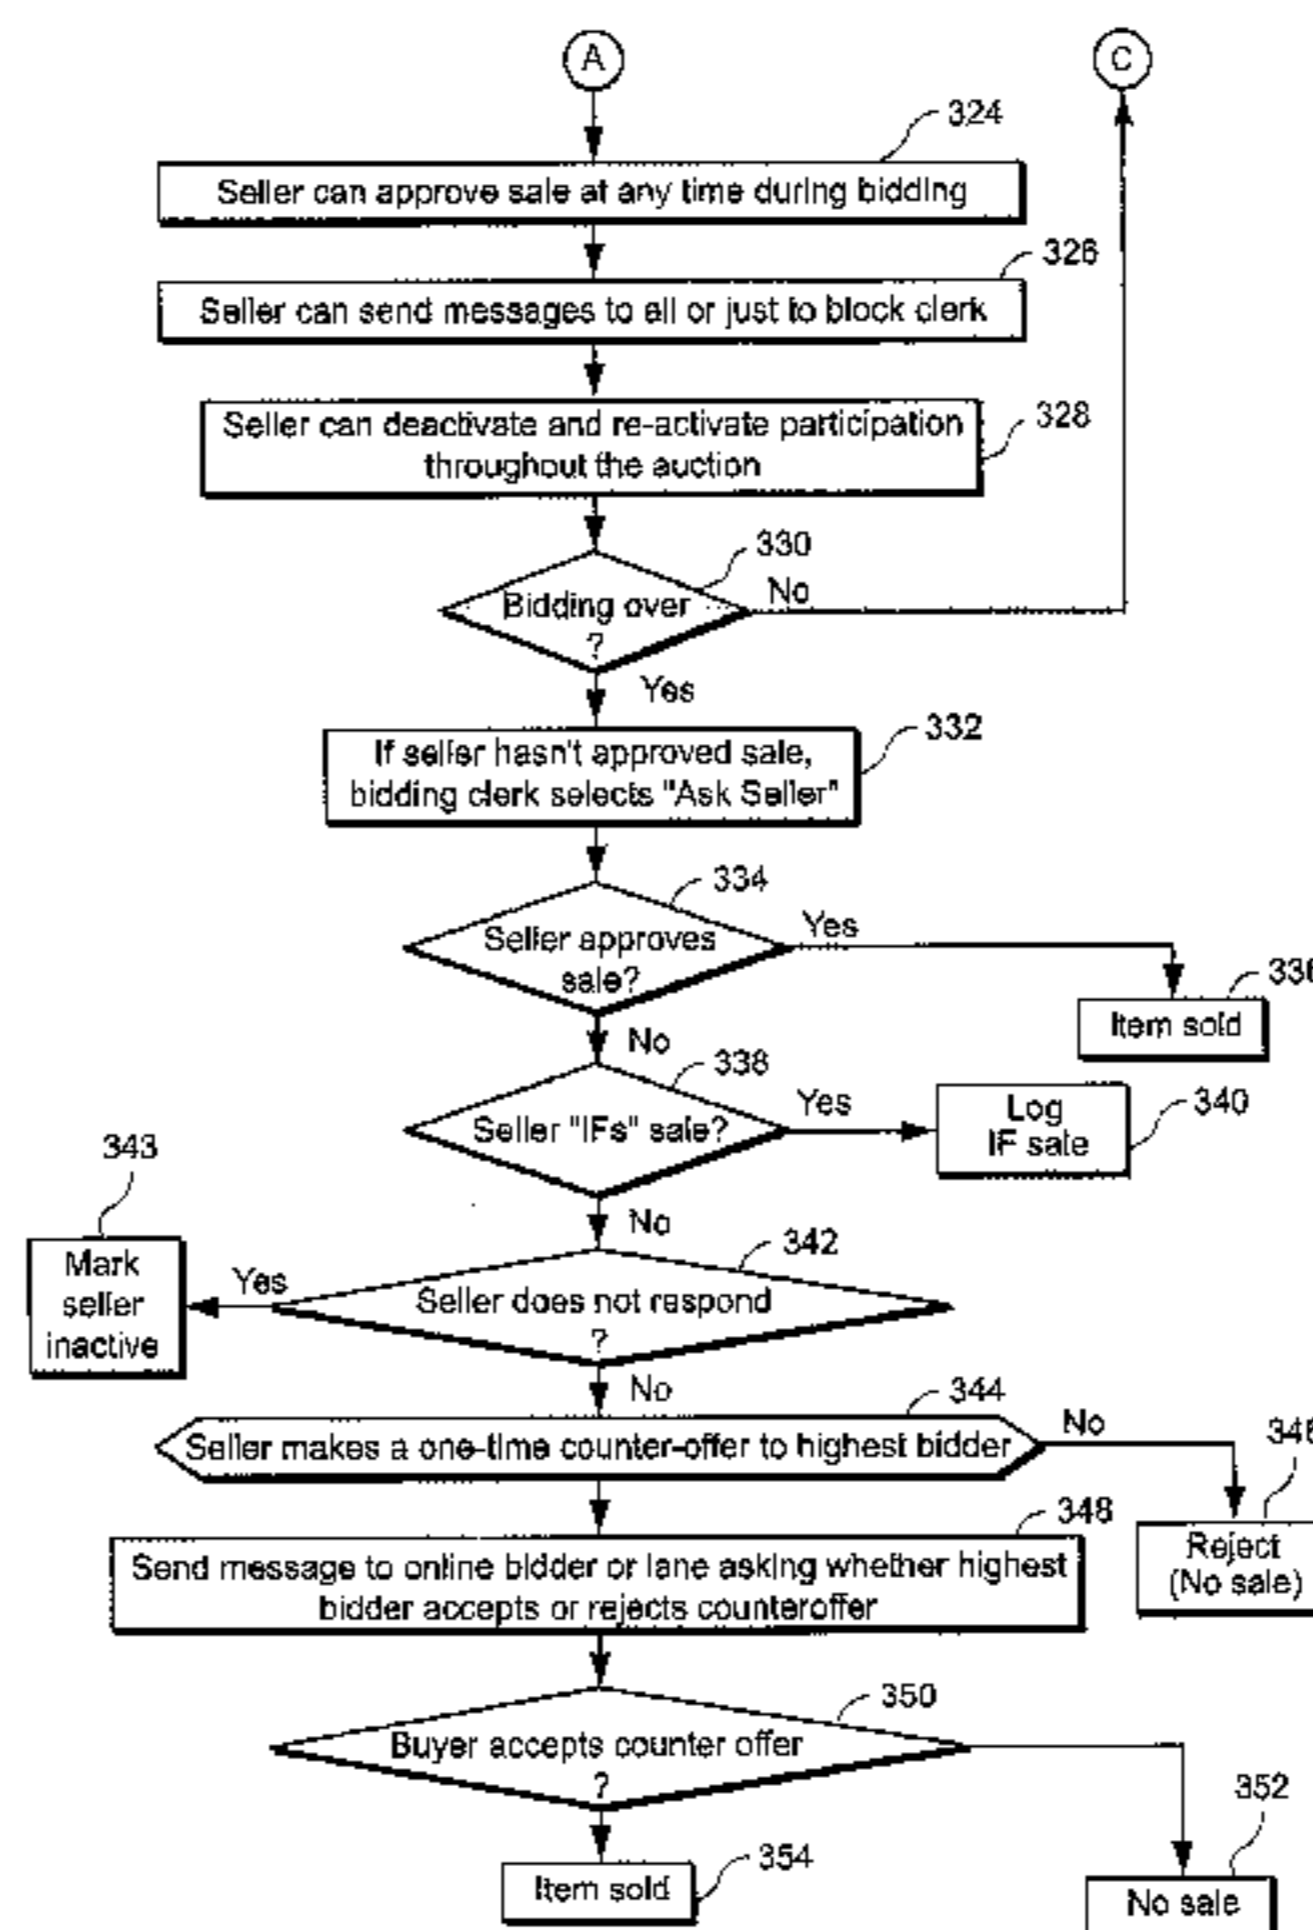 A
C
324
Seller can approve sale at any time during bidding
326
Seller can send messages to all or just to block clerk
328
Seller can deactivate and re-activate participation
throughout the auction
330
Bidding over
?
No
Yes
332
If seller hasn't approved sale,
bidding clerk selects "Ask Seller"
334
Seller approves
sale?
Yes
336
Item sold
No
338
Seller "IFs" sale?
Yes
Log
IF sale
340
343
No
342
Mark
seller
inactive
Yes
Seller does not respond
?
No
344
Seller makes a one-time counter-offer to highest bidder
No
346
Reject
(No sale)
348
Send message to online bidder or lane asking whether highest
bidder accepts or rejects counteroffer
350
Buyer accepts counter offer
?
352
No sale
354
Item sold